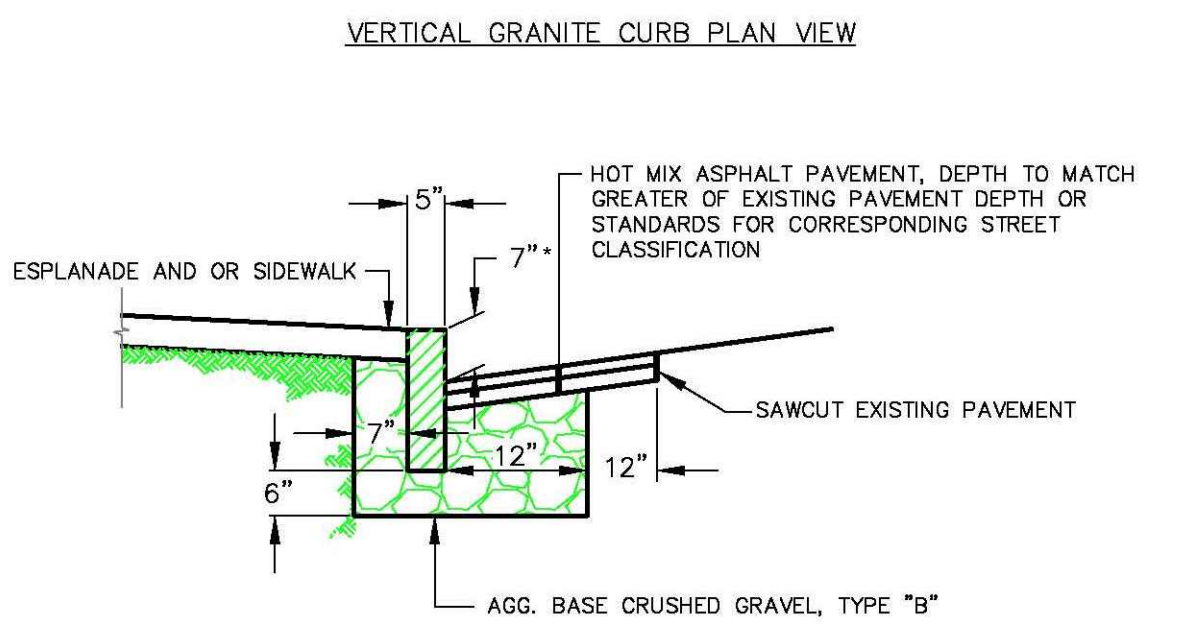 VERTICAL GRANITE CURB PLAN VIEW
HOT MIX ASPHALT PAVEMENT, DEPTH TO MATCH
GREATER OF EXISTING PAVEMENT DEPTH OR
STANDARDS FOR CORRESPONDING STREET
CLASSIFICATION
5"
7"*
ESPLANADE AND OR SIDEWALK
SAWCUT EXISTING PAVEMENT
7"
12"
12"
6"
AGG. BASE CRUSHED GRAVEL, TYPE "B"